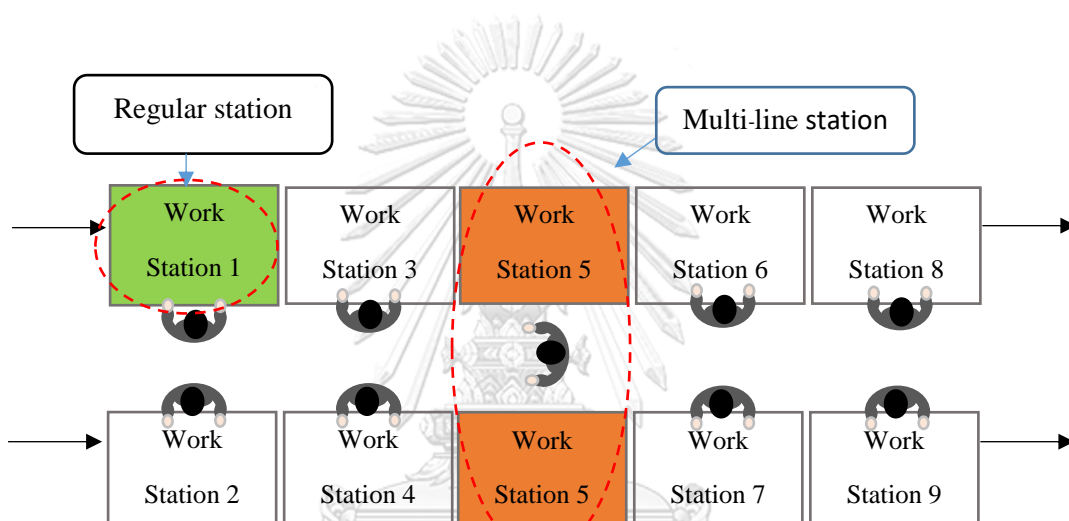 Regular station
Multi-line station
Work
Station 1
Work
Station 3
Work
Station 5
Work
Station 6
Work
Station 8
Work
Station 2
Work
Station 4
Work
Station 5
Work
Station 7
Work
Station 9